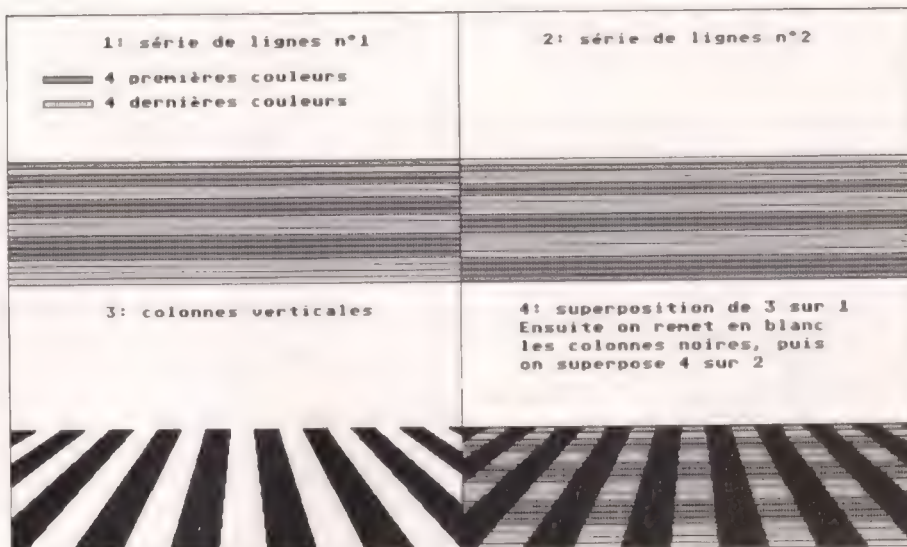 1: série de lignes n°1
4 premières couleurs
4 dernières couleurs
2: série de lignes n°2
3: colonnes verticales
4: superposition de 3 sur 1
Ensuite on remet en blanc
les colonnes noires, puis
on superpose 4 sur 2